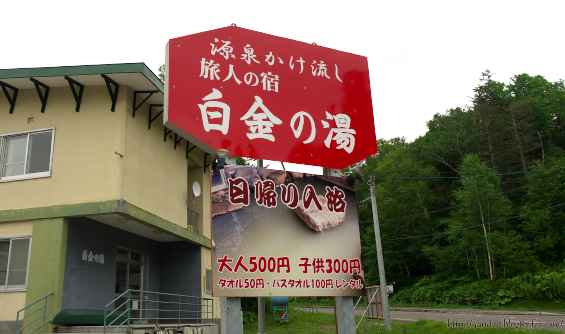 源泉かけ流し
旅人の宿
白金の湯
日帰り入浴
大人500円 子供300円
タオル50円・バスタオル100円レンタル
白金の湯